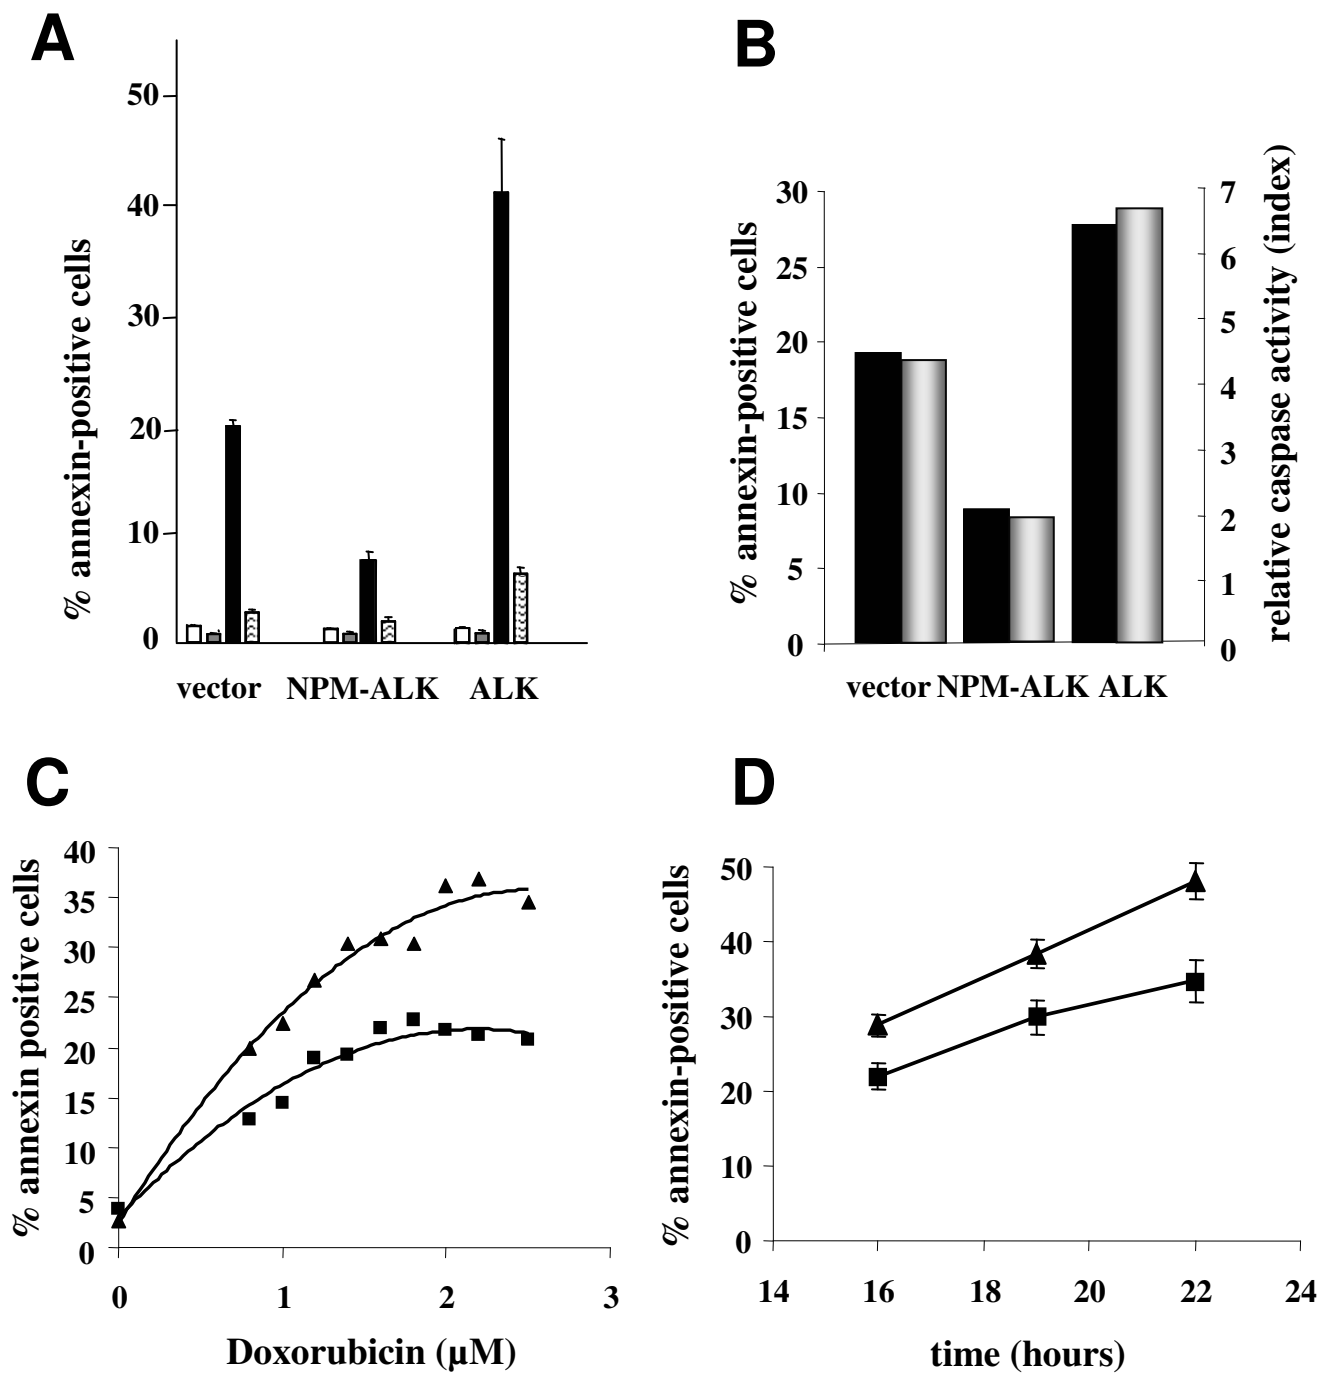 A
% annexin-positive cells
50
40
30
20
10
0
vector NPM-ALK ALK
B
% annexin-positive cells
30
25
20
15
10
5
0
7
6
5
4
3
2
1
0
relative caspase activity (index)
vector NPM-ALK ALK
C
% annexin positive cells
40
35
30
25
20
15
10
5
0
0 1 2 3
Doxorubicin (µM)
D
% annexin-positive cells
50
40
30
20
10
0
14 16 18 20 22 24
time (hours)